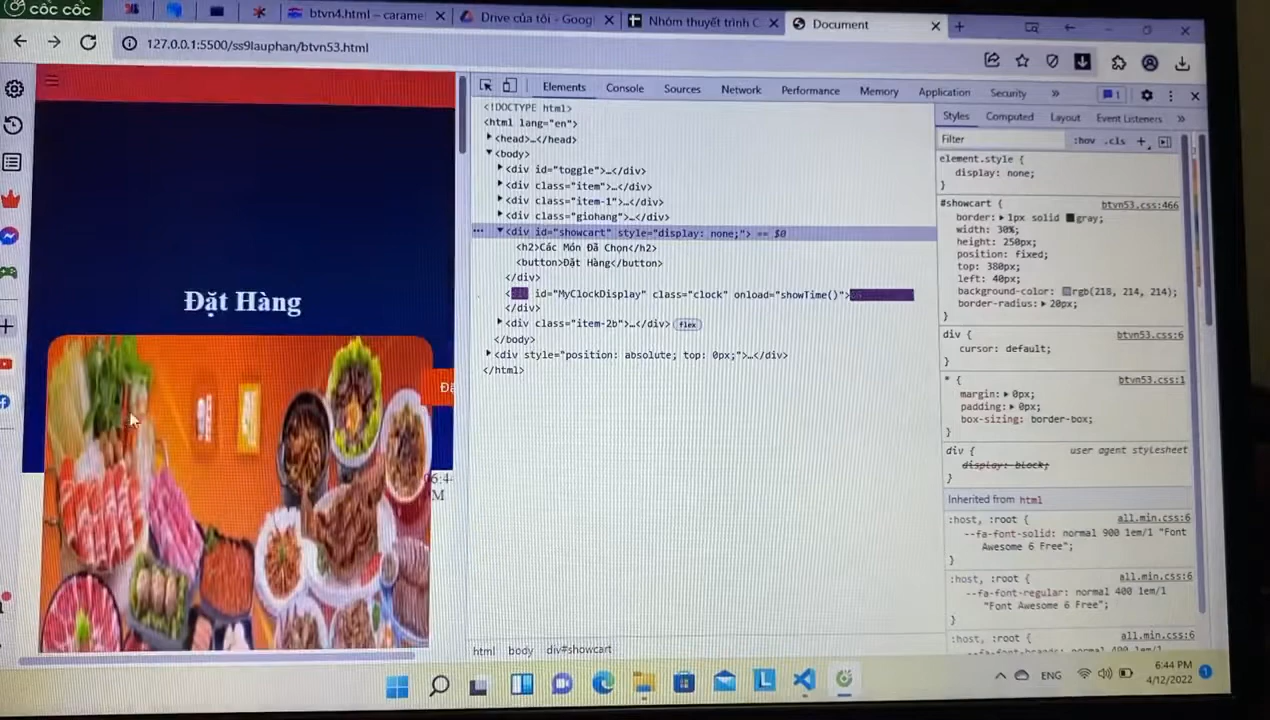 cốc cốc
btvn4.html – carame
Drive của tôi - Goog
Nhóm thuyết trình C
Document
127.0.0.1:5500/ss9lauphan/btvn53.html
Elements
Console
Sources
Network
Performance
Memory
Application
Security
1
<!DOCTYPE html>
<html lang="en">
<head>…</head>
<body>
<div id="toggle">…</div>
<div class="item">…</div>
<div class="item-1">…</div>
<div class="giohang">…</div>
<div id="showcart" style="display: none;"> == $0
<h2>Các Món Đã Chọn</h2>
<button>Đặt Hàng</button>
</div>
id="MyClockDisplay" class="clock" onload="showTime()">
</div>
<div class="item-2b">…</div> flex
</body>
<div style="position: absolute; top: 0px;">…</div>
</html>
html
body
div#showcart
Styles
Computed
Layout
Event Listeners
Filter
:hov
.cls
element.style {
display: none;
}
#showcart {
btvn53.css:466
border: 1px solid gray;
width: 30%;
height: 250px;
position: fixed;
top: 380px;
left: 40px;
background-color: rgb(218, 214, 214);
border-radius: 20px;
}
div {
btvn53.css:6
cursor: default;
}
* {
btvn53.css:1
margin: 0px;
padding: 0px;
box-sizing: border-box;
}
div {
user agent stylesheet
display: block;
}
Inherited from html
:host, :root {
all.min.css:6
--fa-font-solid: normal 900 1em/1 "Font
Awesome 6 Free";
}
:host, :root {
all.min.css:6
--fa-font-regular: normal 400 1em/1
"Font Awesome 6 Free";
}
:host, :root {
all.min.css:6
Đặt Hàng
ENG
6:44 PM
4/12/2022
1